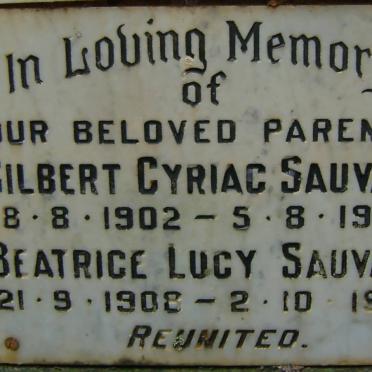 In Loving Memor
of
OUR BELOVED PAREN
GILBERT CYRIAC SAUV
8·8·1902 – 5·8·19
BEATRICE LUCY SAUV
21·9·1908 – 2·10·19
REUNITED.